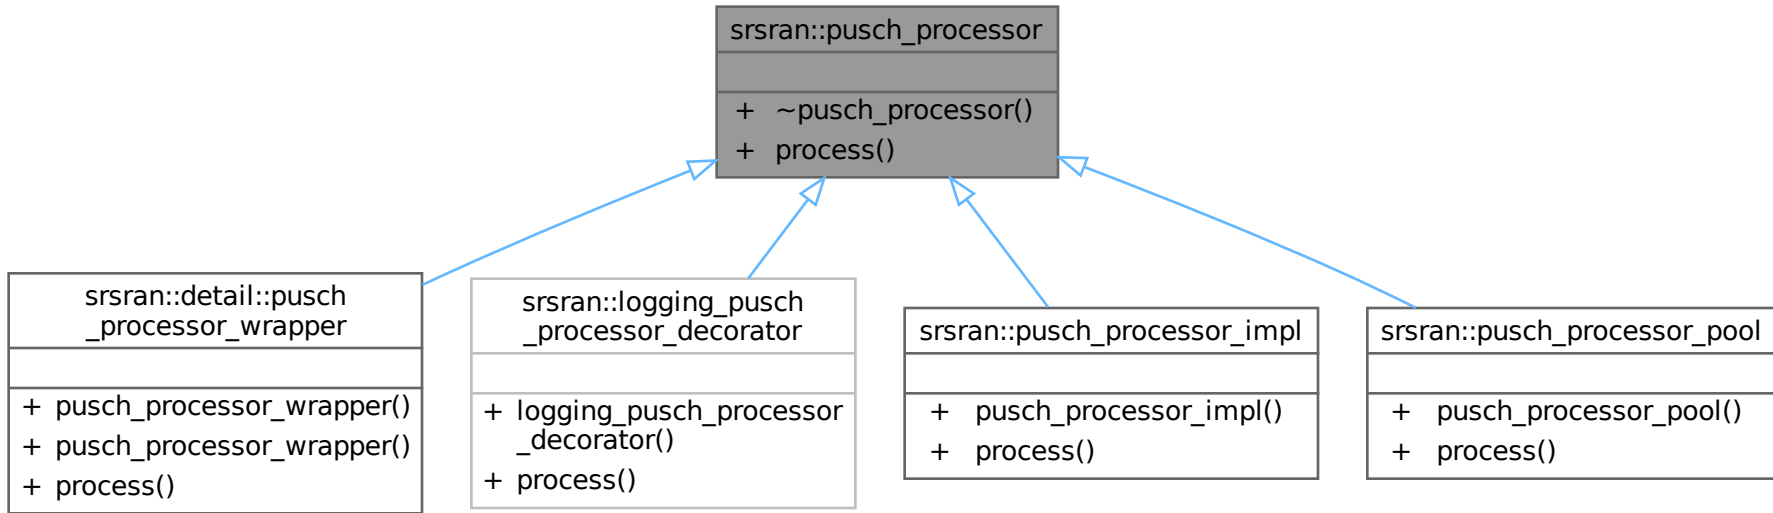 srsran::pusch_processor
+ ~pusch_processor()
+ process()
srsran::detail::pusch
_processor_wrapper
+ pusch_processor_wrapper()
+ pusch_processor_wrapper()
+ process()
srsran::logging_pusch
_processor_decorator
+ logging_pusch_processor
_decorator()
+ process()
srsran::pusch_processor_impl
+ pusch_processor_impl()
+ process()
srsran::pusch_processor_pool
+ pusch_processor_pool()
+ process()